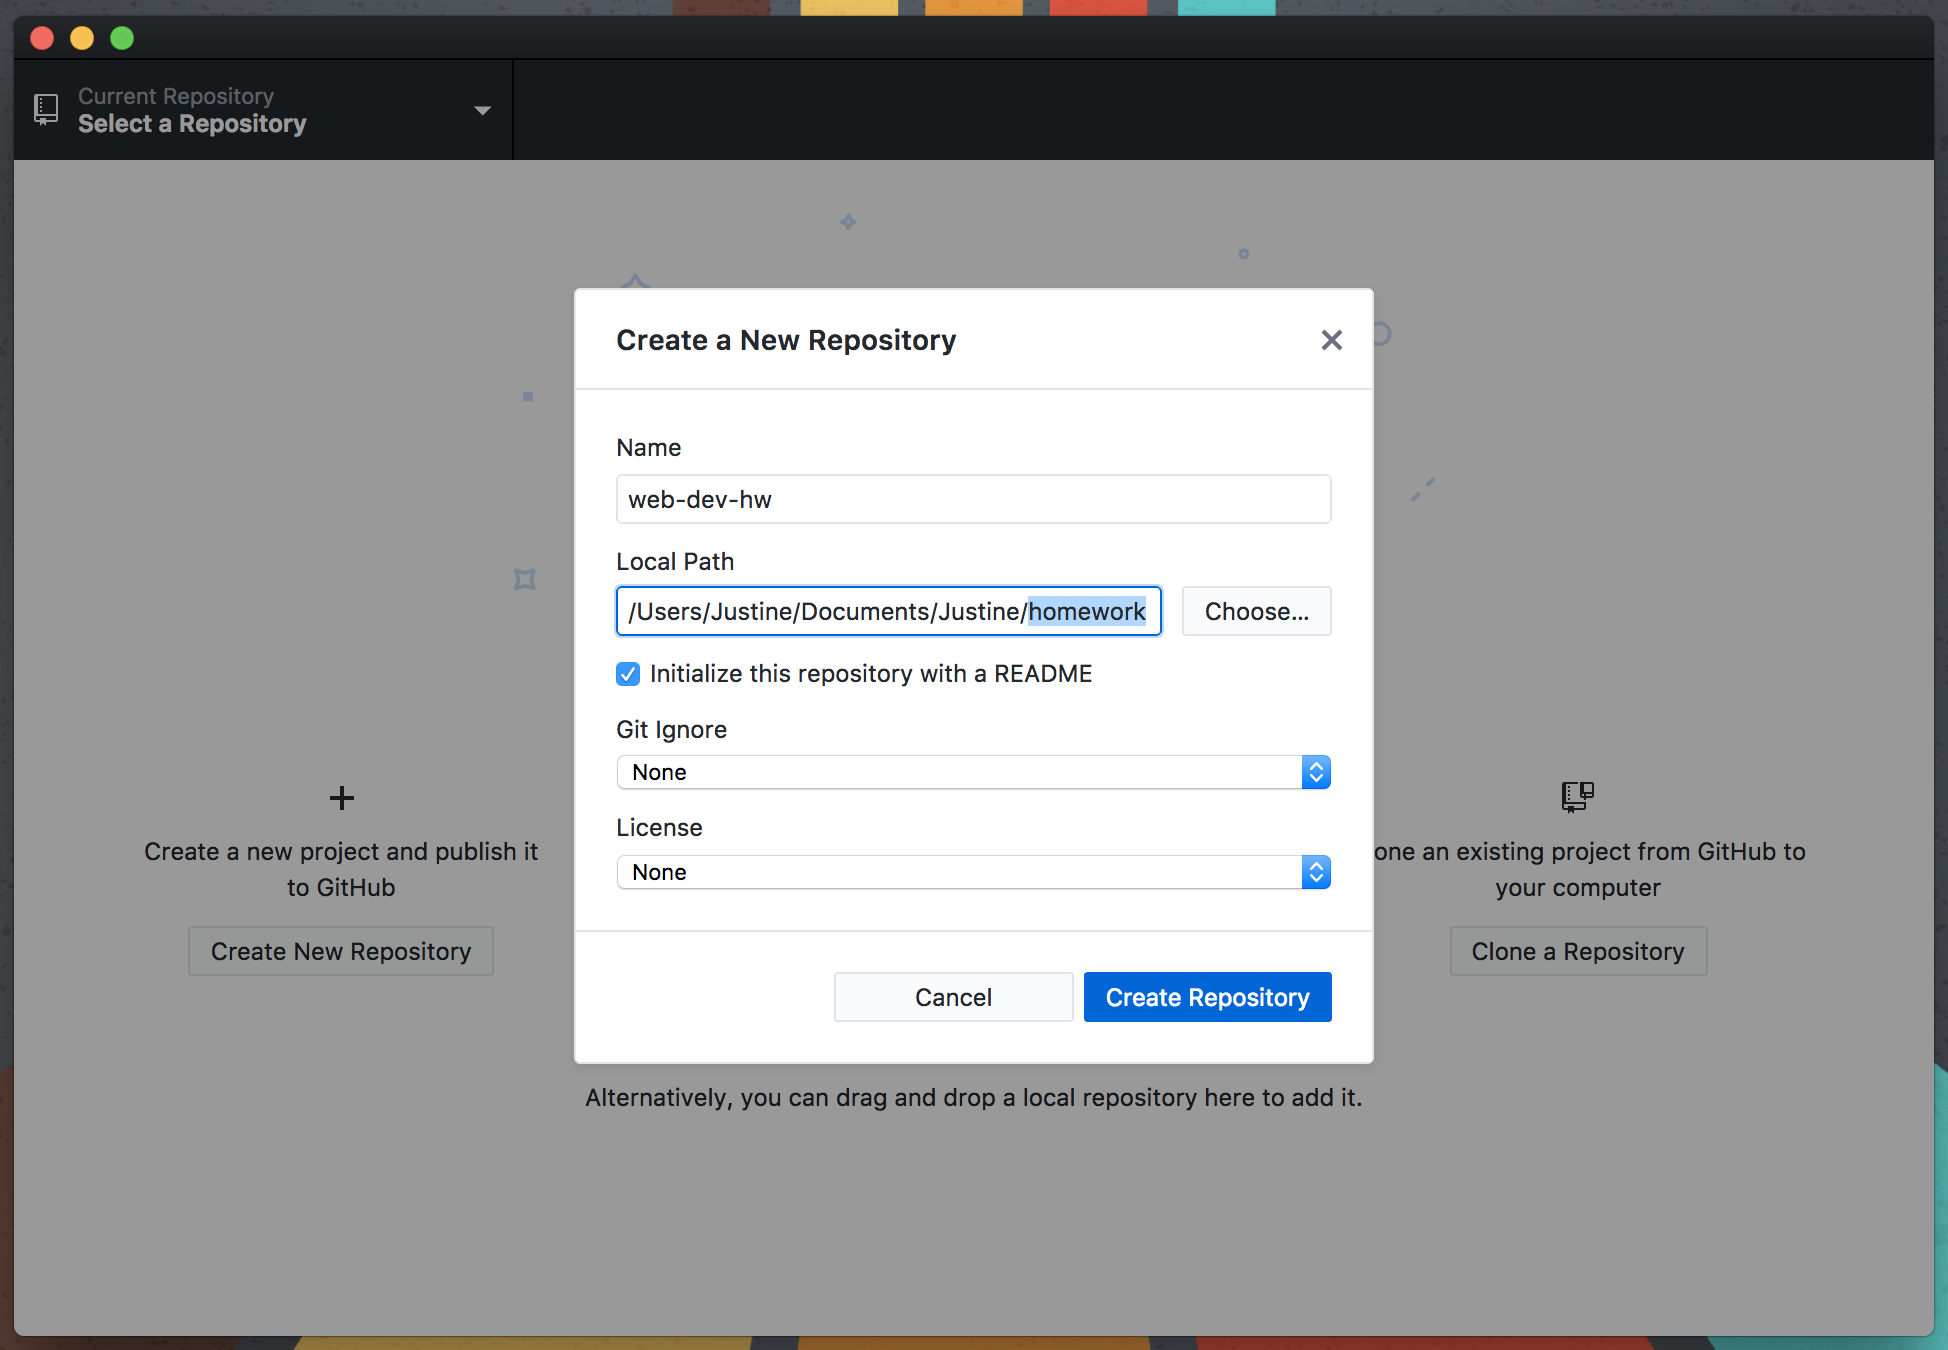 Current Repository
Select a Repository
Create a New Repository
Name
web-dev-hw
Local Path
/Users/Justine/Documents/Justine/homework
Choose...
Initialize this repository with a README
Git Ignore
None
License
None
Cancel
Create Repository
Create a new project and publish it
to GitHub
Create New Repository
one an existing project from GitHub to
your computer
Clone a Repository
Alternatively, you can drag and drop a local repository here to add it.